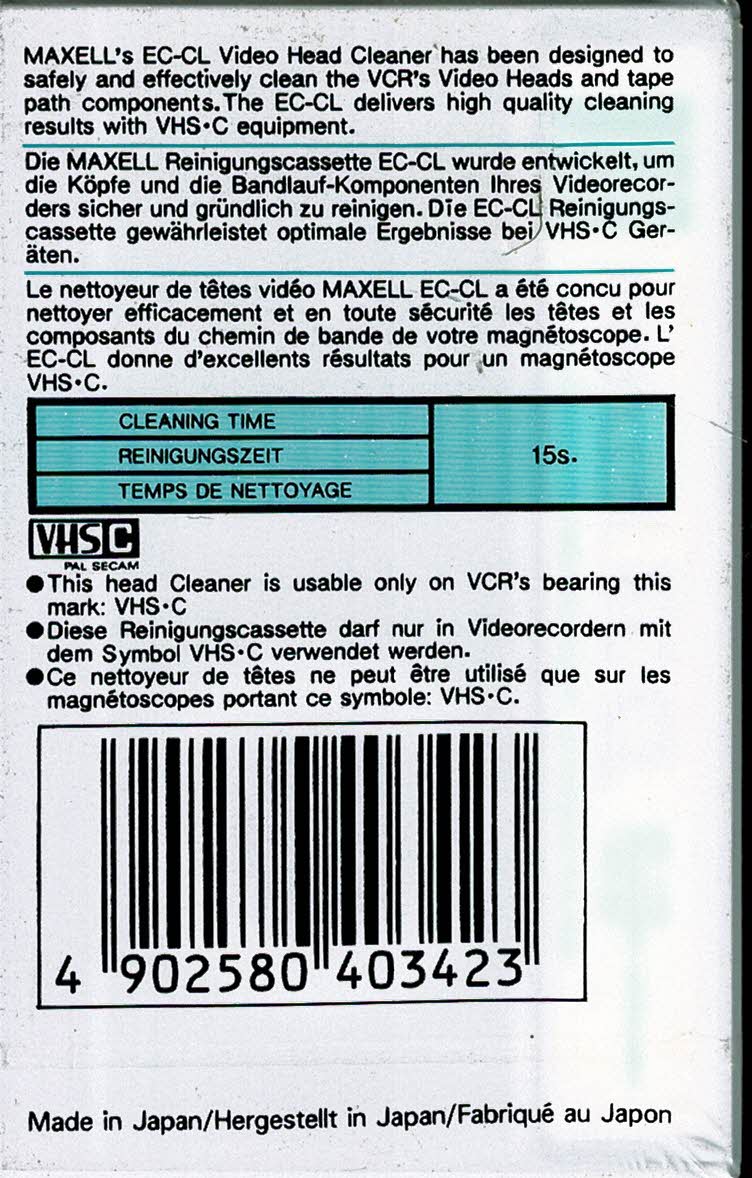 MAXELL's EC-CL Video Head Cleaner has been designed to
safely and effectively clean the VCR's Video Heads and tape
path components. The EC-CL delivers high quality cleaning
results with VHS•C equipment.
Die MAXELL Reinigungscassette EC-CL wurde entwickelt, um
die Köpfe und die Bandlauf-Komponenten Ihres Videorecor-
ders sicher und gründlich zu reinigen. Die EC-CL Reinigungs-
cassette gewährleistet optimale Ergebnisse bei VHS•C Ger-
äten.
Le nettoyeur de têtes vidéo MAXELL EC-CL a été concu pour
nettoyer efficacement et en toute sécurité les têtes et les
composants du chemin de bande de votre magnétoscope. L'
EC-CL donne d'excellents résultats pour un magnétoscope
VHS•C.
CLEANING TIME
REINIGUNGSZEIT
15s.
TEMPS DE NETTOYAGE
VHS C
PAL SECAM
●This head Cleaner is usable only on VCR's bearing this
mark: VHS•C
●Diese Reinigungscassette darf nur in Videorecordern mit
dem Symbol VHS•C verwendet werden.
●Ce nettoyeur de têtes ne peut être utilisé que sur les
magnétoscopes portant ce symbole: VHS•C.
4 902580 403423
Made in Japan/Hergestellt in Japan/Fabriqué au Japon